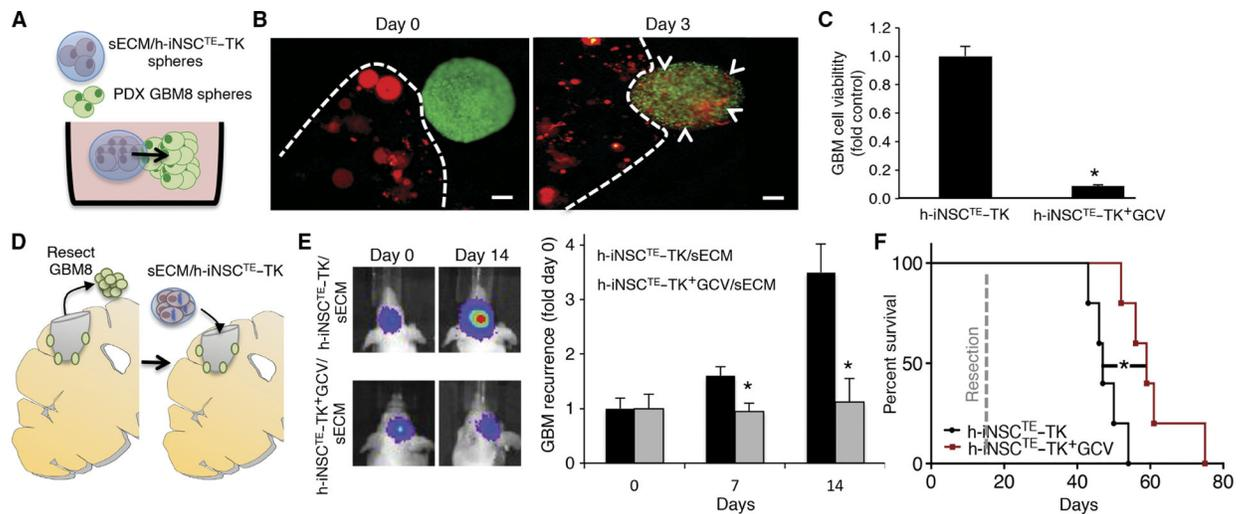 A
sECM/h-iNSCTE–TK
spheres
PDX GBM8 spheres
B
Day 0
Day 3
C
GBM cell viabiltity
(fold control)
1.2
1.0
0.8
0.6
0.4
0.2
0.0
*
h-iNSCTE–TK
h-iNSCTE–TK+GCV
D
Resect
GBM8
sECM/h-iNSCTE–TK
E
Day 0
Day 14
h-iNSCTE–TK/
sECM
h-iNSCTE–TK+GCV/
sECM
GBM recurrence (fold day 0)
4
3
2
1
0
h-iNSCTE–TK/sECM
h-iNSCTE–TK+GCV/sECM
*
*
0
7
14
Days
F
Percent survival
100
50
0
Resection
*
h-iNSCTE–TK
h-iNSCTE–TK+GCV
0
20
40
60
80
Days